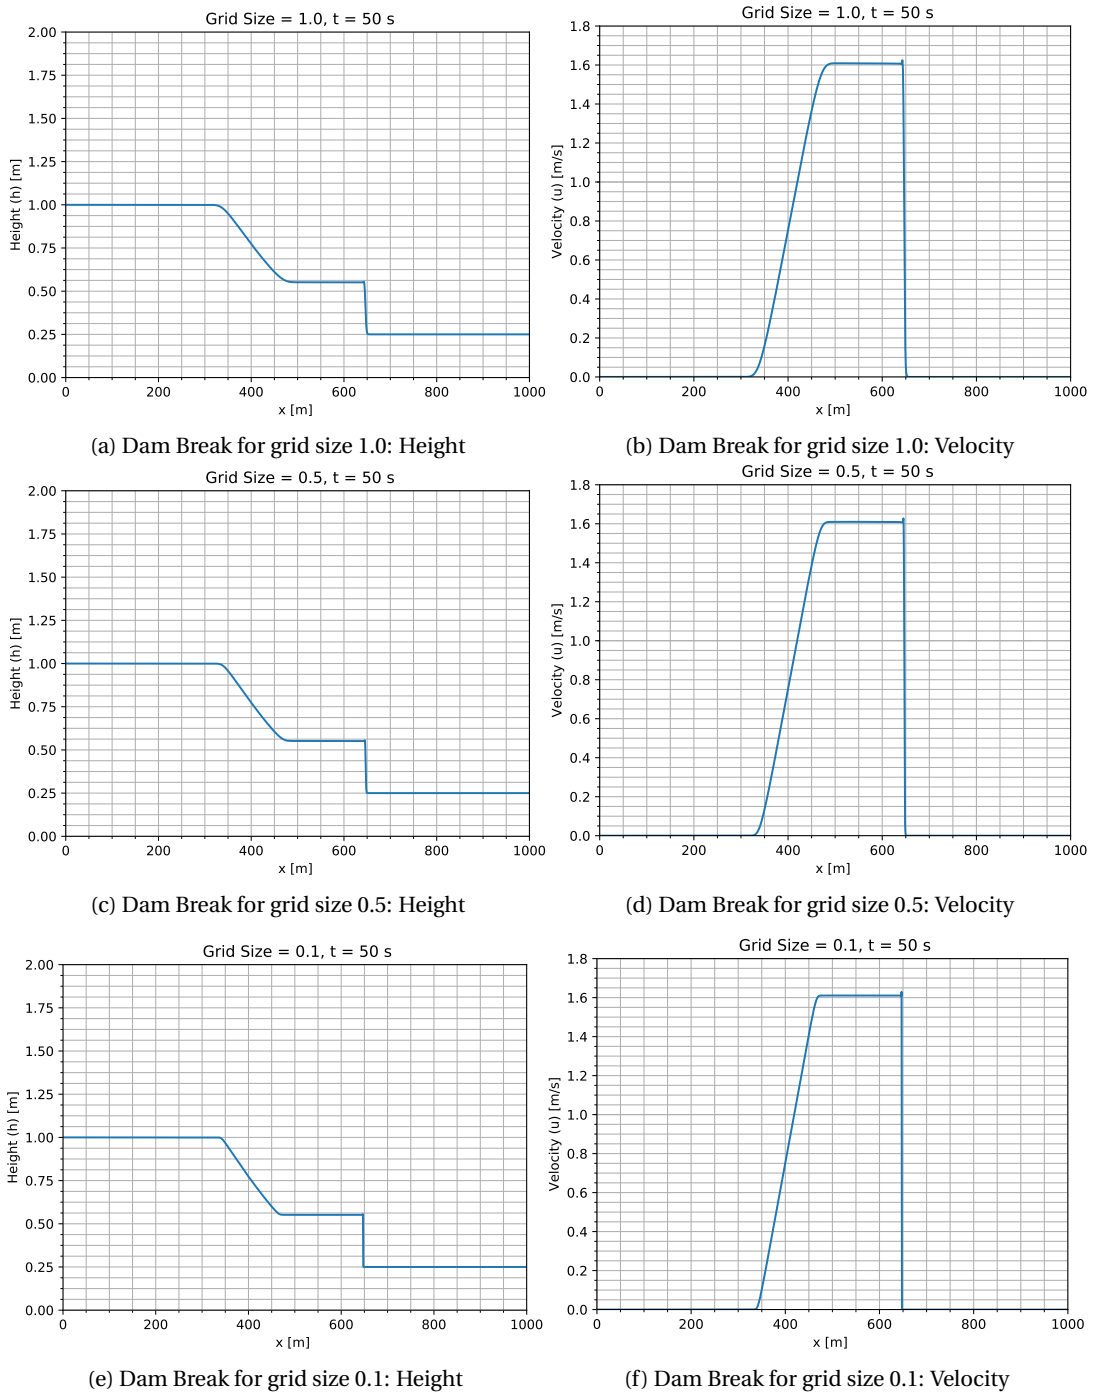 Grid Size = 1.0, t = 50 s
2.00
1.75
1.50
1.25
1.00
0.75
0.50
0.25
0.00
Height (h) [m]
0 200 400 600 800 1000
x [m]
(a) Dam Break for grid size 1.0: Height
Grid Size = 1.0, t = 50 s
1.8
1.6
1.4
1.2
1.0
0.8
0.6
0.4
0.2
0.0
Velocity (u) [m/s]
0 200 400 600 800 1000
x [m]
(b) Dam Break for grid size 1.0: Velocity
Grid Size = 0.5, t = 50 s
2.00
1.75
1.50
1.25
1.00
0.75
0.50
0.25
0.00
Height (h) [m]
0 200 400 600 800 1000
x [m]
(c) Dam Break for grid size 0.5: Height
Grid Size = 0.5, t = 50 s
1.8
1.6
1.4
1.2
1.0
0.8
0.6
0.4
0.2
0.0
Velocity (u) [m/s]
0 200 400 600 800 1000
x [m]
(d) Dam Break for grid size 0.5: Velocity
Grid Size = 0.1, t = 50 s
2.00
1.75
1.50
1.25
1.00
0.75
0.50
0.25
0.00
Height (h) [m]
0 200 400 600 800 1000
x [m]
(e) Dam Break for grid size 0.1: Height
Grid Size = 0.1, t = 50 s
1.8
1.6
1.4
1.2
1.0
0.8
0.6
0.4
0.2
0.0
Velocity (u) [m/s]
0 200 400 600 800 1000
x [m]
(f) Dam Break for grid size 0.1: Velocity